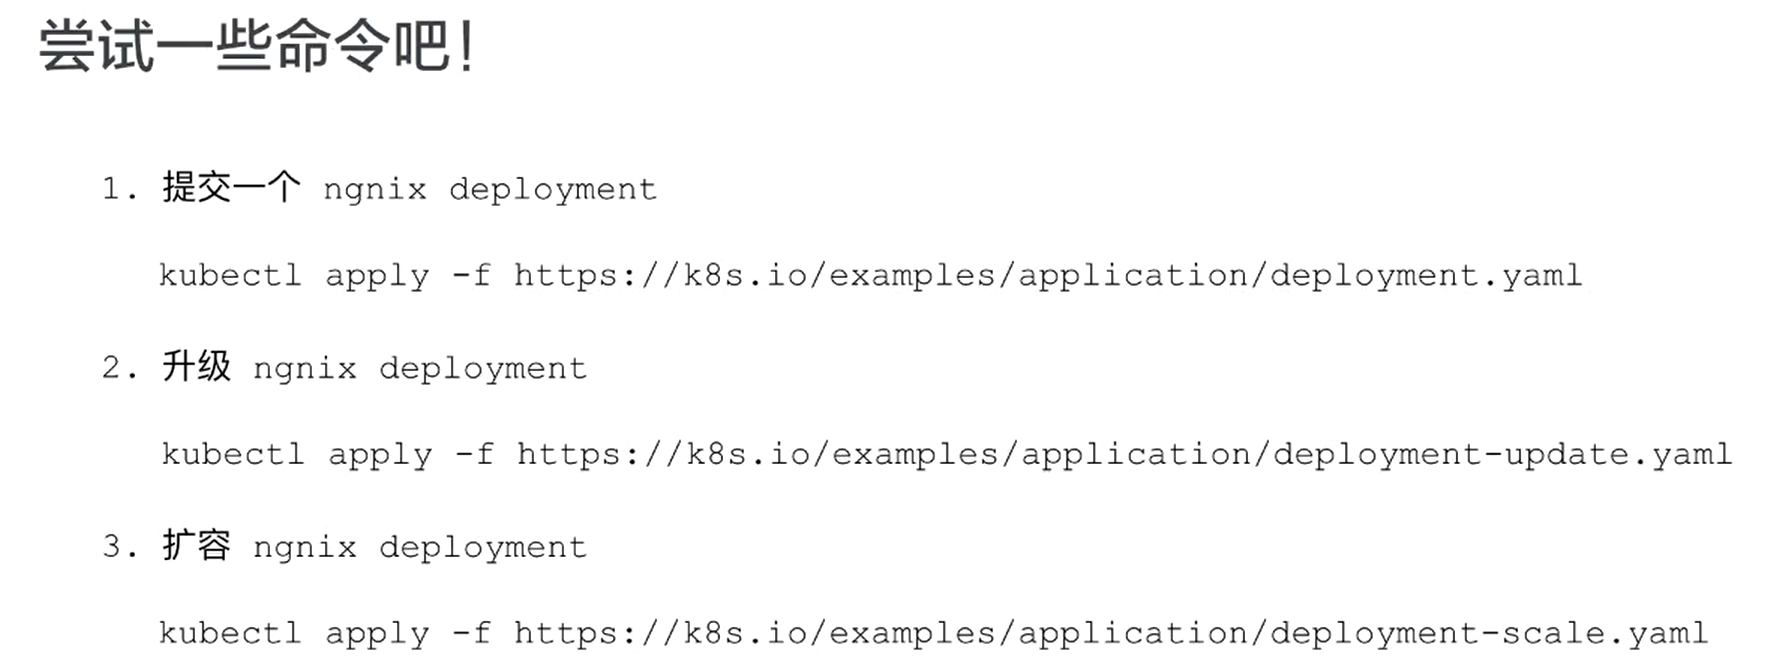 尝试一些命令吧！
1. 提交一个 ngnix deployment
kubectl apply -f https://k8s.io/examples/application/deployment.yaml
2. 升级 ngnix deployment
kubectl apply -f https://k8s.io/examples/application/deployment-update.yaml
3. 扩容 ngnix deployment
kubectl apply -f https://k8s.io/examples/application/deployment-scale.yaml